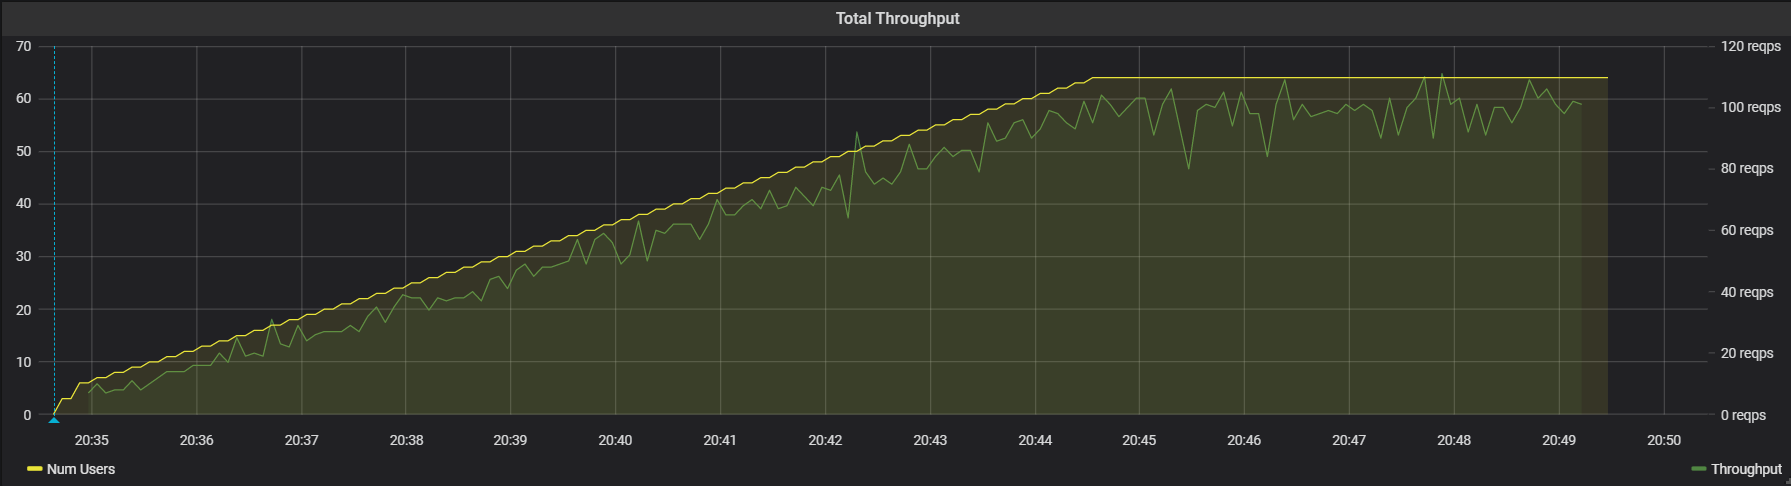 Total Throughput
70 120 reqps
60 100 reqps
50 80 reqps
40 60 reqps
30 40 reqps
20 20 reqps
10 0 reqps
0
20:35 20:36 20:37 20:38 20:39 20:40 20:41 20:42 20:43 20:44 20:45 20:46 20:47 20:48 20:49 20:50
Num Users Throughput